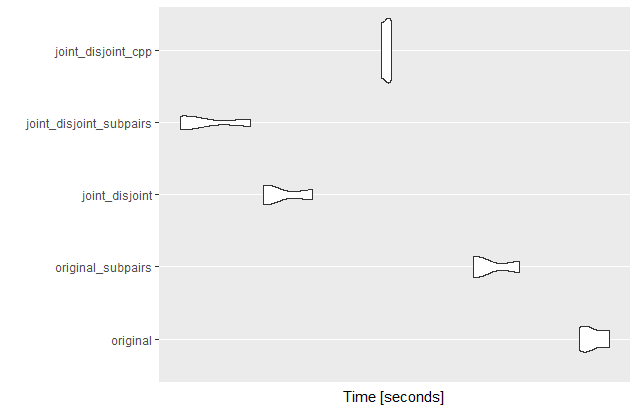 joint_disjoint_cpp
joint_disjoint_subpairs
joint_disjoint
original_subpairs
original
Time [seconds]